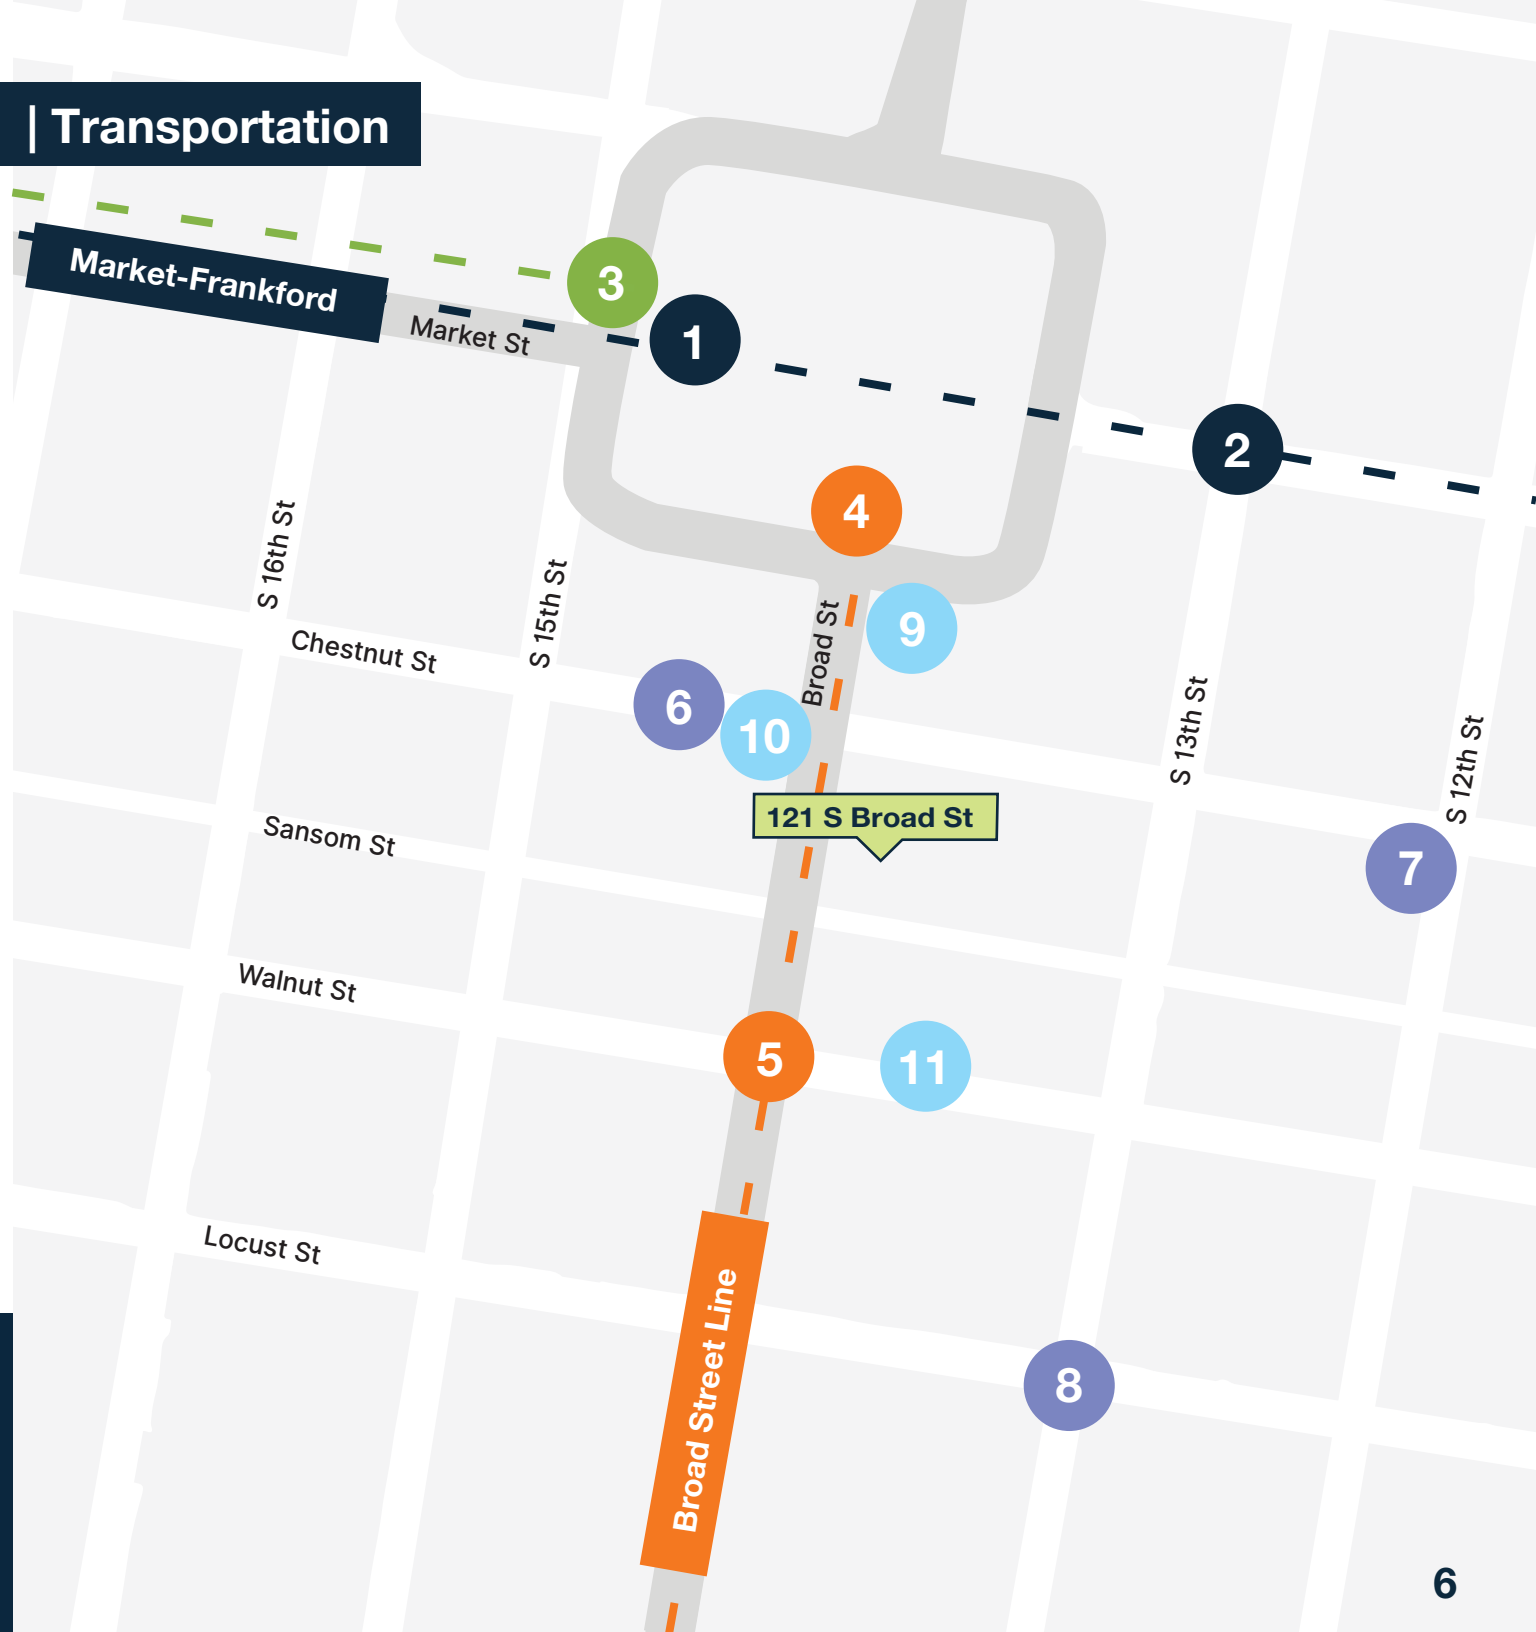 | Transportation
Market-Frankford
Market St
3
1
2
4
S 16th St
S 15th St
Broad St
9
Chestnut St
6
10
S 13th St
S 12th St
121 S Broad St
Sansom St
7
Walnut St
5
11
Locust St
Broad Street Line
8
6